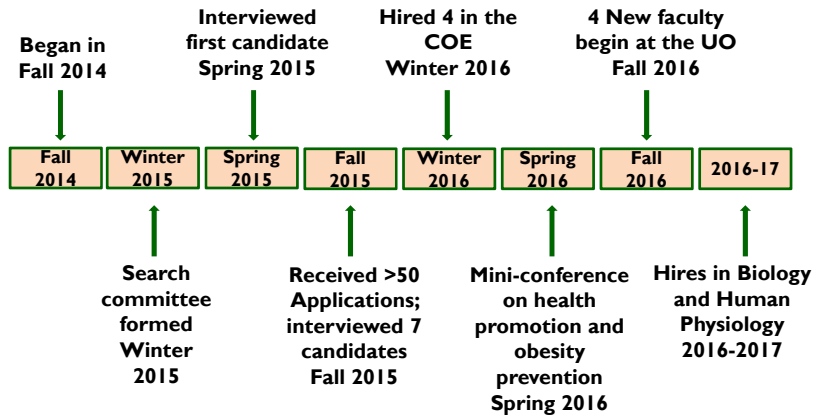 Began in
Fall 2014
Interviewed
first candidate
Spring 2015
Hired 4 in the
COE
Winter 2016
4 New faculty
begin at the UO
Fall 2016
Fall
2014
Winter
2015
Spring
2015
Fall
2015
Winter
2016
Spring
2016
Fall
2016
2016-17
Search
committee
formed
Winter
2015
Received >50
Applications;
interviewed 7
candidates
Fall 2015
Mini-conference
on health
promotion and
obesity
prevention
Spring 2016
Hires in Biology
and Human
Physiology
2016-2017